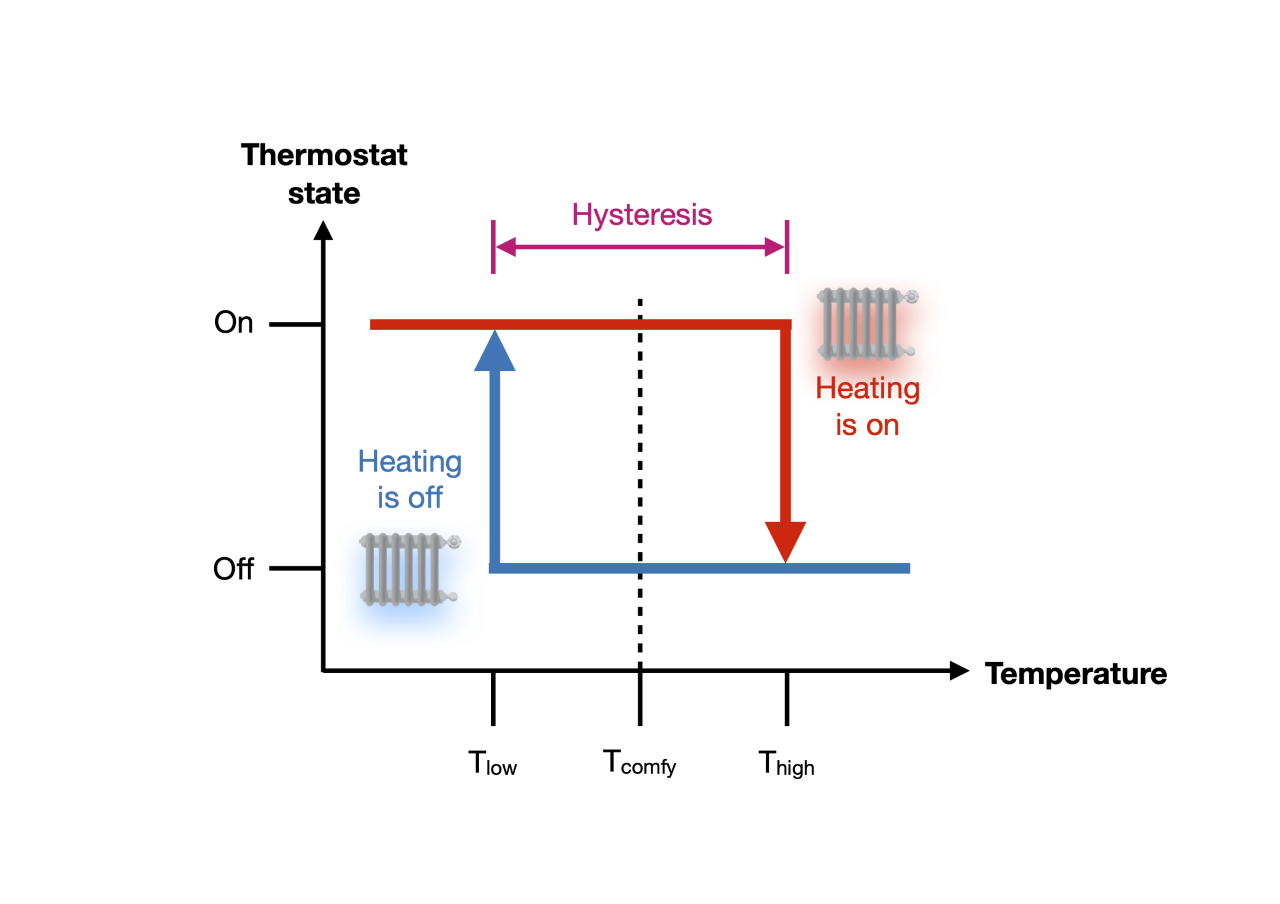 Thermostat
state
Hysteresis
On
Heating
is on
Heating
is off
Off
Temperature
Tlow
Tcomfy
Thigh